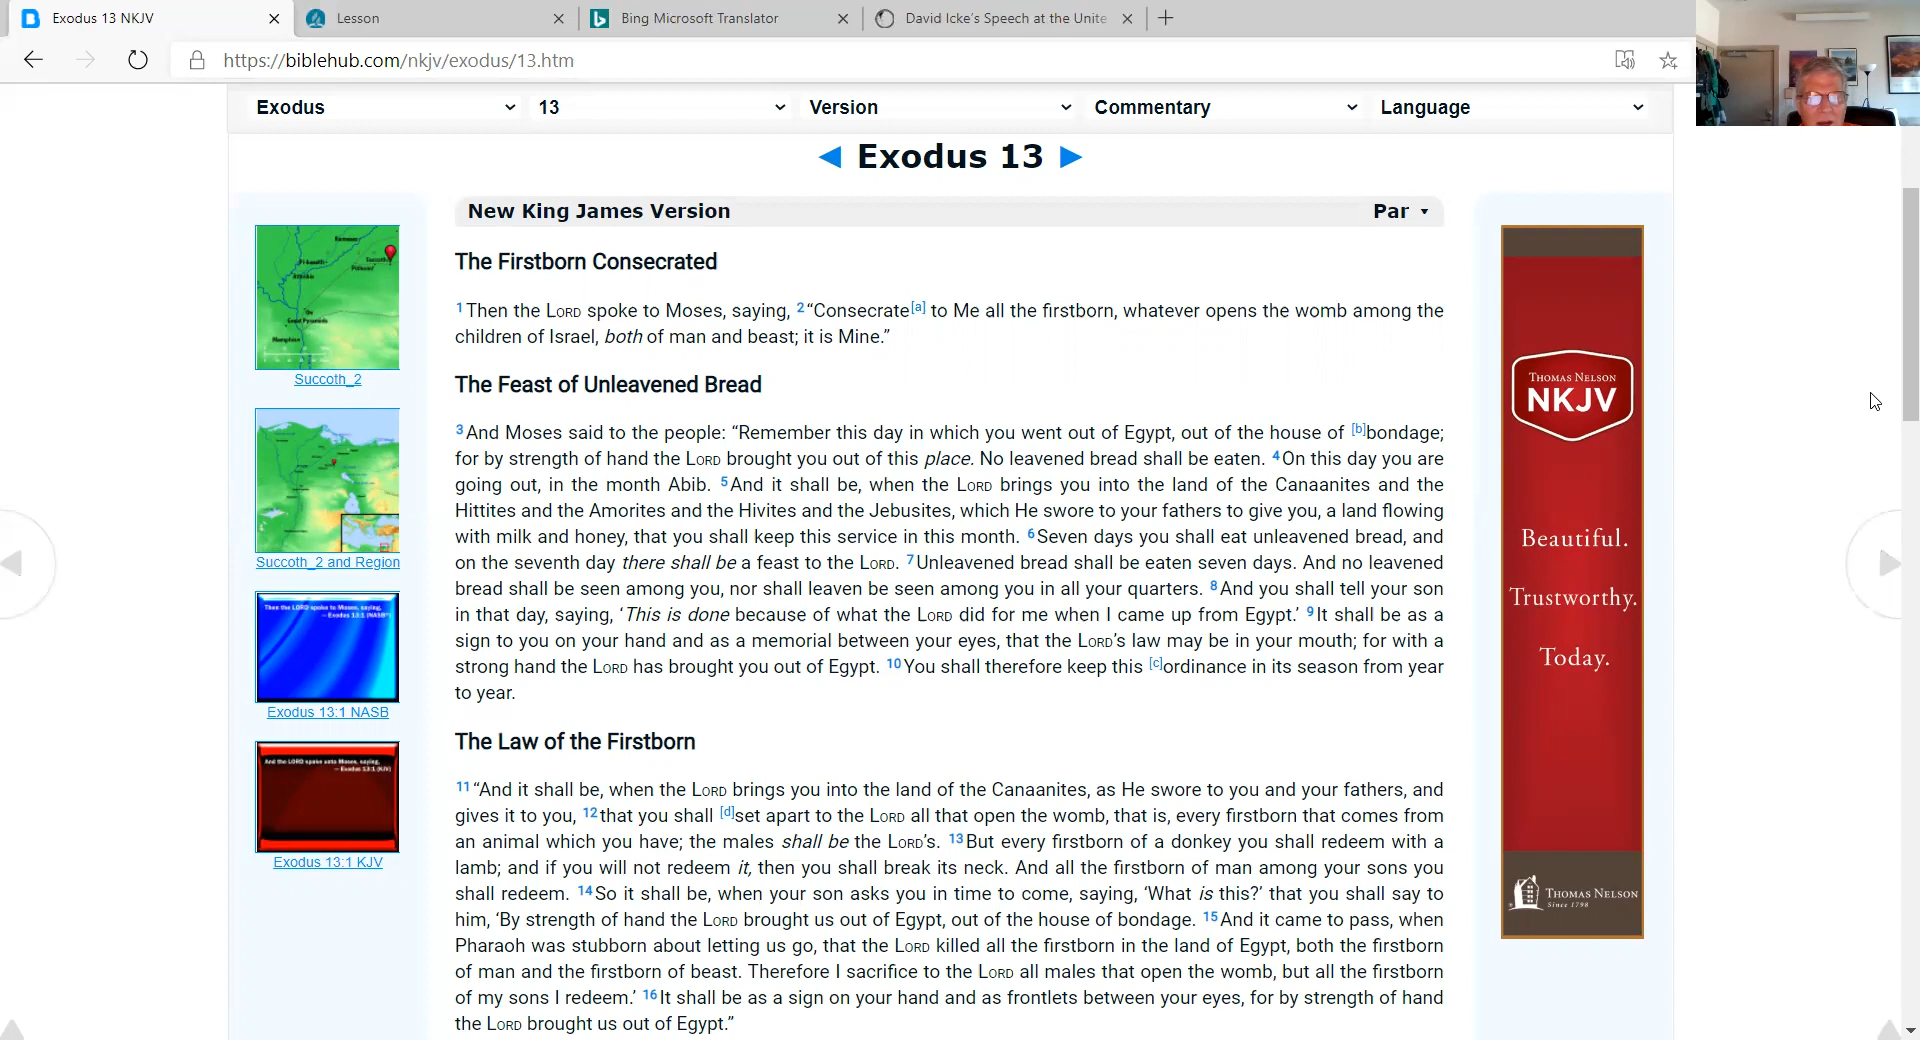 Exodus 13 NKJV
Lesson
Bing Microsoft Translator
David Icke's Speech at the Unite
https://biblehub.com/nkjv/exodus/13.htm
Exodus
13
Version
Commentary
Language
Exodus 13
New King James Version
Par
The Firstborn Consecrated
1 Then the LORD spoke to Moses, saying, 2 “Consecrate[a] to Me all the firstborn, whatever opens the womb among the
children of Israel, both of man and beast; it is Mine.”
The Feast of Unleavened Bread
3 And Moses said to the people: “Remember this day in which you went out of Egypt, out of the house of [b]bondage;
for by strength of hand the LORD brought you out of this place. No leavened bread shall be eaten. 4 On this day you are
going out, in the month Abib. 5 And it shall be, when the LORD brings you into the land of the Canaanites and the
Hittites and the Amorites and the Hivites and the Jebusites, which He swore to your fathers to give you, a land flowing
with milk and honey, that you shall keep this service in this month. 6 Seven days you shall eat unleavened bread, and
on the seventh day there shall be a feast to the LORD. 7 Unleavened bread shall be eaten seven days. And no leavened
bread shall be seen among you, nor shall leaven be seen among you in all your quarters. 8 And you shall tell your son
in that day, saying, ‘This is done because of what the LORD did for me when I came up from Egypt.’ 9 It shall be as a
sign to you on your hand and as a memorial between your eyes, that the LORD’s law may be in your mouth; for with a
strong hand the LORD has brought you out of Egypt. 10 You shall therefore keep this [c]ordinance in its season from year
to year.
The Law of the Firstborn
11 “And it shall be, when the LORD brings you into the land of the Canaanites, as He swore to you and your fathers, and
gives it to you, 12 that you shall [d]set apart to the LORD all that open the womb, that is, every firstborn that comes from
an animal which you have; the males shall be the LORD’s. 13 But every firstborn of a donkey you shall redeem with a
lamb; and if you will not redeem it, then you shall break its neck. And all the firstborn of man among your sons you
shall redeem. 14 So it shall be, when your son asks you in time to come, saying, ‘What is this?’ that you shall say to
him, ‘By strength of hand the LORD brought us out of Egypt, out of the house of bondage. 15 And it came to pass, when
Pharaoh was stubborn about letting us go, that the LORD killed all the firstborn in the land of Egypt, both the firstborn
of man and the firstborn of beast. Therefore I sacrifice to the LORD all males that open the womb, but all the firstborn
of my sons I redeem.’ 16 It shall be as a sign on your hand and as frontlets between your eyes, for by strength of hand
the LORD brought us out of Egypt.”
Great Pyramids
Memphis
Succoth_2
Succoth_2 and Region
Then the LORD spoke to Moses, saying,
—Exodus 13:1 (NASB®)
Exodus 13:1 NASB
And the LORD spake unto Moses, saying,
—Exodus 13:1 (KJV)
Exodus 13:1 KJV
THOMAS NELSON
NKJV
Beautiful.
Trustworthy.
Today.
THOMAS NELSON
Since 1798